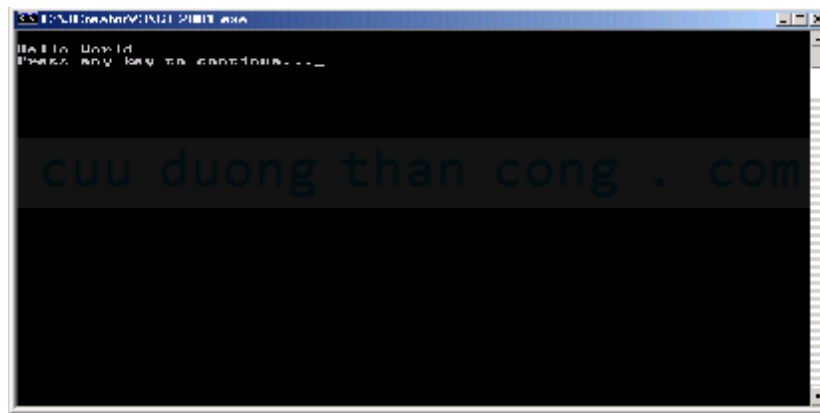 Hello World
Press any key to continue..._
cuu duong than cong . com